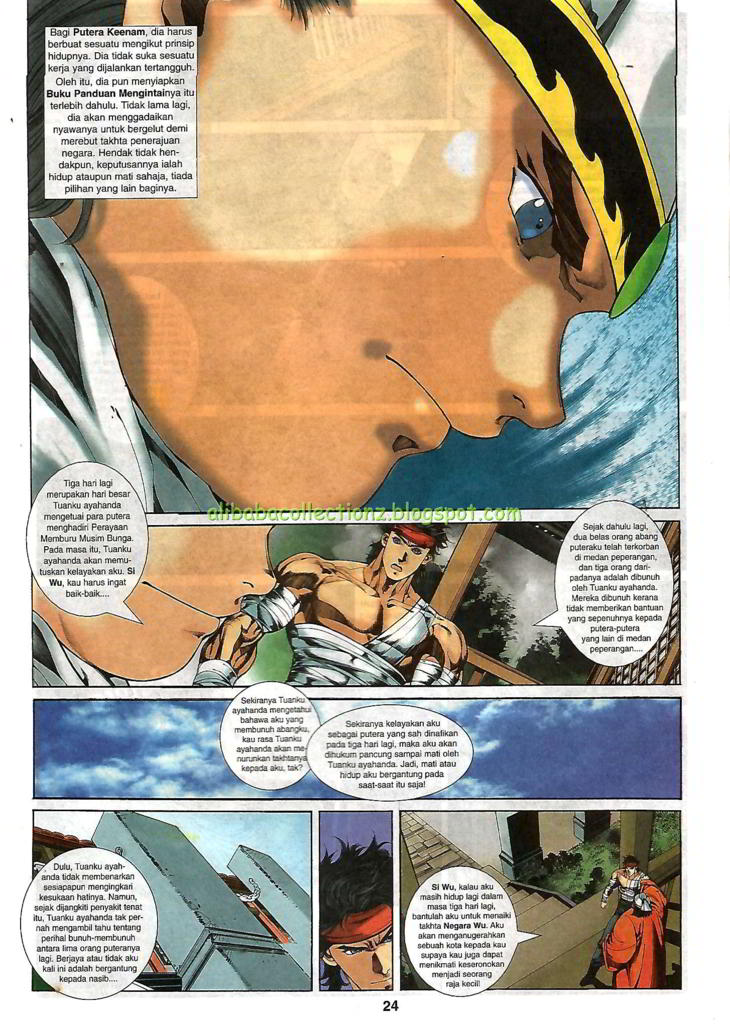 Bagi Putera Keenam, dia harus
berbuat sesuatu mengikut prinsip
hidupnya. Dia tidak suka sesuatu
kerja yang dijalankan tertangguh.
Oleh itu, dia pun menyiapkan
Buku Panduan Mengintainya itu
terlebih dahulu. Tidak lama lagi,
dia akan menggadaikan
nyawanya untuk bergelut demi
merebut takhta penerajuan
negara. Hendak tidak hen-
dakpun, keputusannya ialah
hidup ataupun mati sahaja, tiada
pilihan yang lain baginya.
Tiga hari lagi
merupakan hari besar
Tuanku ayahanda
mengetuai para putera
menghadiri Perayaan
Memburu Musim Bunga.
Pada masa itu, Tuanku
ayahanda akan memu-
tuskan kelayakan aku. Si
Wu, kau harus ingat
baik-baik....
alibabacollectionz.blogspot.com
Sejak dahulu lagi,
dua belas orang abang
puteraku telah terkorban
di medan peperangan,
dan tiga orang dari-
padanya adalah dibunuh
oleh Tuanku ayahanda.
Mereka dibunuh kerana
tidak memberikan bantuan
yang sepenuhnya kepada
putera-putera
yang lain di medan
peperangan....
Sekiranya Tuanku
ayahanda mengetahui
bahawa aku yang
membunuh abangku,
kau rasa Tuanku
ayahanda akan me-
nurunkan takhtanya
kepada aku, tak?
Sekiranya kelayakan aku
sebagai putera yang sah dinafikan
pada tiga hari lagi, maka aku akan
dihukum pancung sampai mati oleh
Tuanku ayahanda. Jadi, mati atau
hidup aku bergantung pada
saat-saat itu saja!
Dulu, Tuanku ayah-
anda tidak membenarkan
sesiapapun mengingkari
kesukaan hatinya. Namun,
sejak dijangkiti penyakit tenat
itu, Tuanku ayahanda tak per-
nah mengambil tahu tentang
perihal bunuh-membunuh
antara lima orang puteranya
lagi. Berjaya atau tidak aku
kali ini adalah bergantung
kepada nasib....
Si Wu, kalau aku
masih hidup lagi dalam
masa tiga hari lagi,
bantulah aku untuk menaiki
takhta Negara Wu. Aku
akan menganugerahkan
sebuah kota kepada kau
supaya kau juga dapat
menikmati keseronokan
menjadi seorang
raja kecil!
24